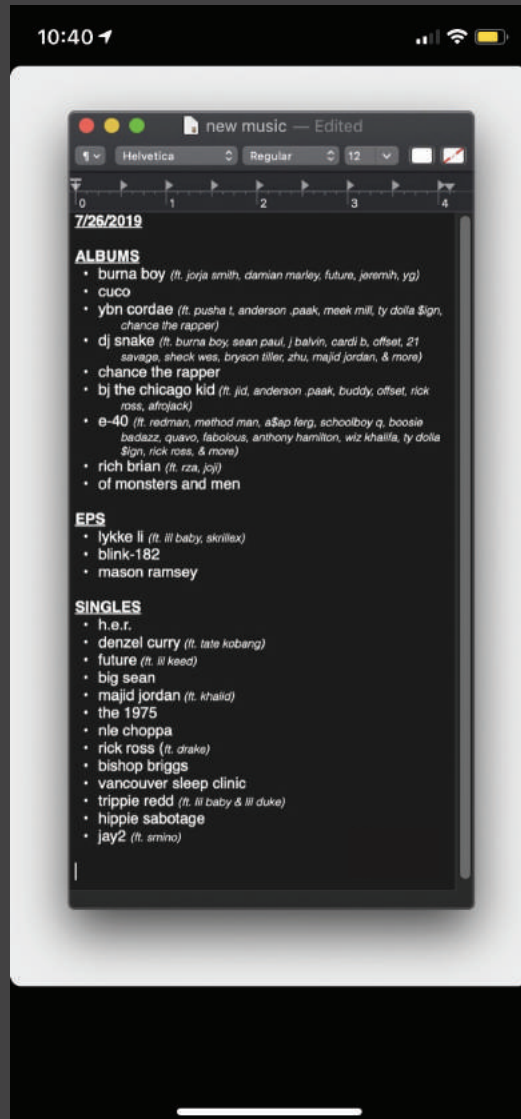 10:40
new music — Edited
¶ Helvetica Regular 12
0 1 2 3 4
7/26/2019
ALBUMS
• burna boy (ft. jorja smith, damian marley, future, jeremih, yg)
• cuco
• ybn cordae (ft. pusha t, anderson .paak, meek mill, ty dolla $ign,
chance the rapper)
• dj snake (ft. burna boy, sean paul, j balvin, cardi b, offset, 21
savage, sheck wes, bryson tiller, zhu, majid jordan, & more)
• chance the rapper
• bj the chicago kid (ft. jid, anderson .paak, buddy, offset, rick
ross, afrojack)
• e-40 (ft. redman, method man, a$ap ferg, schoolboy q, boosie
badazz, quavo, fabolous, anthony hamilton, wiz khalifa, ty dolla
$ign, rick ross, & more)
• rich brian (ft. rza, joji)
• of monsters and men
EPS
• lykke li (ft. lil baby, skrillex)
• blink-182
• mason ramsey
SINGLES
• h.e.r.
• denzel curry (ft. tate kobang)
• future (ft. lil keed)
• big sean
• majid jordan (ft. khalid)
• the 1975
• nle choppa
• rick ross (ft. drake)
• bishop briggs
• vancouver sleep clinic
• trippie redd (ft. lil baby & lil duke)
• hippie sabotage
• jay2 (ft. smino)